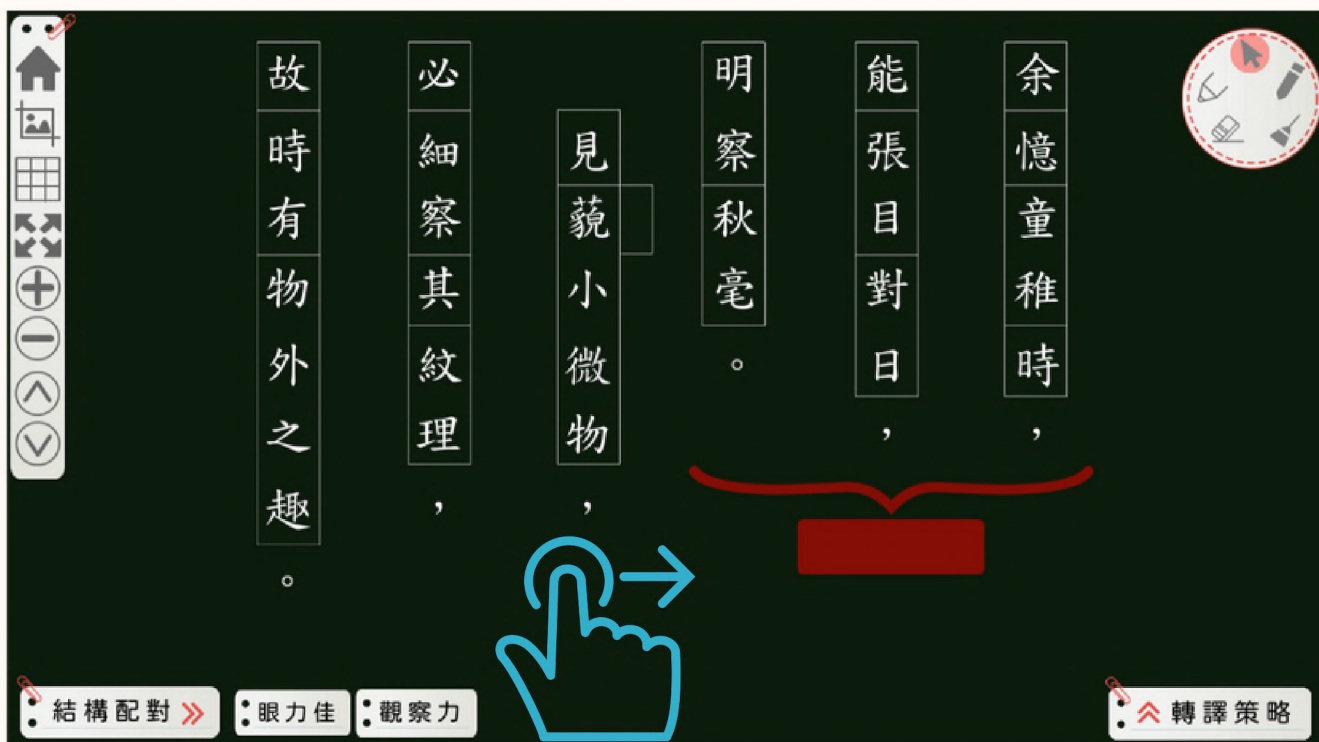 余憶童稚時，
能張目對日，
明察秋毫。
見藐小微物，
必細察其紋理，
故時有物外之趣。
結構配對
眼力佳
觀察力
轉譯策略